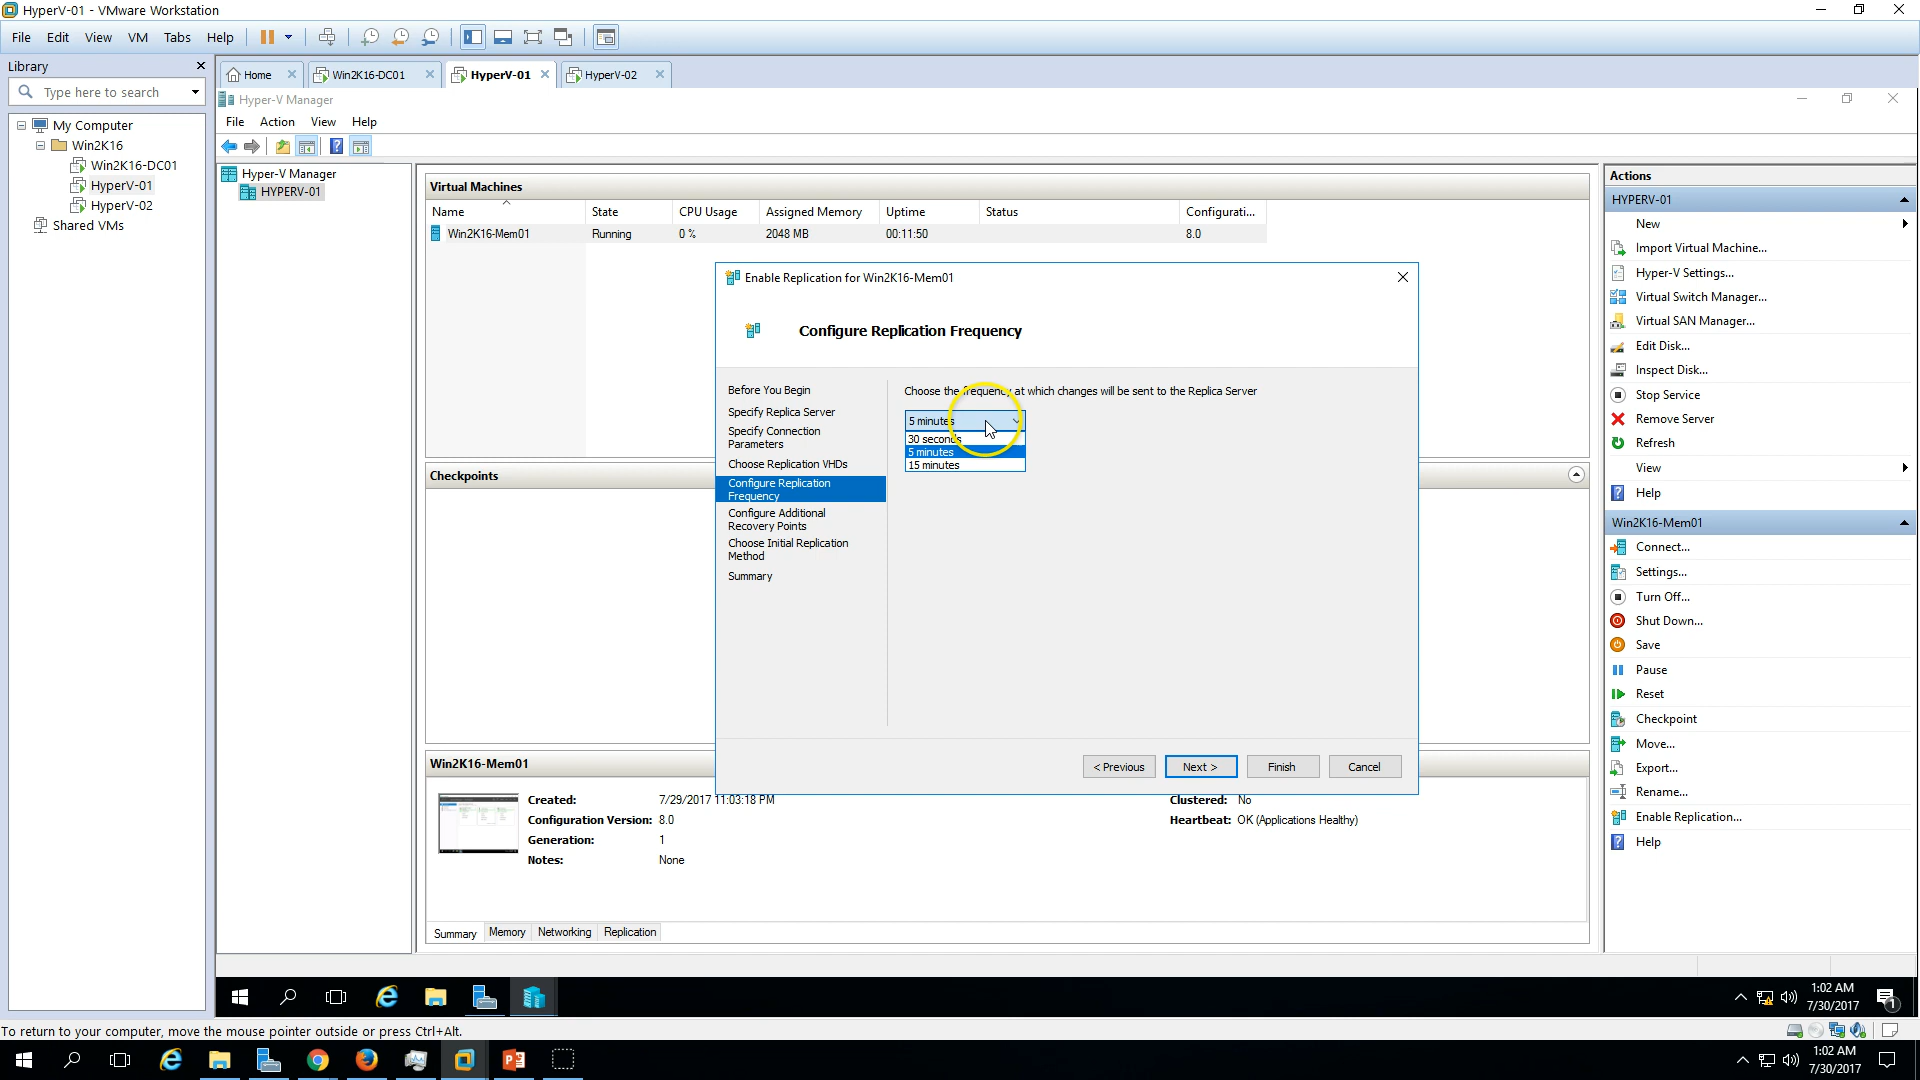 HyperV-01 - VMware Workstation
File Edit View VM Tabs Help
Library
Type here to search
My Computer
Win2K16
Win2K16-DC01
HyperV-01
HyperV-02
Shared VMs
Home Win2K16-DC01 HyperV-01 HyperV-02
Hyper-V Manager
File Action View Help
Hyper-V Manager
HYPERV-01
Virtual Machines
Name State CPU Usage Assigned Memory Uptime Status Configurati...
Win2K16-Mem01 Running 0 % 2048 MB 00:11:50 8.0
Enable Replication for Win2K16-Mem01
Configure Replication Frequency
Before You Begin
Specify Replica Server
Specify Connection
Parameters
Choose Replication VHDs
Configure Replication
Frequency
Configure Additional
Recovery Points
Choose Initial Replication
Method
Summary
Choose the frequency at which changes will be sent to the Replica Server
5 minutes
30 seconds
5 minutes
15 minutes
< Previous Next > Finish Cancel
Checkpoints
Win2K16-Mem01
Created: 7/29/2017 11:03:18 PM
Configuration Version: 8.0
Generation: 1
Notes: None
Clustered: No
Heartbeat: OK (Applications Healthy)
Summary Memory Networking Replication
Actions
HYPERV-01
New
Import Virtual Machine...
Hyper-V Settings...
Virtual Switch Manager...
Virtual SAN Manager...
Edit Disk...
Inspect Disk...
Stop Service
Remove Server
Refresh
View
Help
Win2K16-Mem01
Connect...
Settings...
Turn Off...
Shut Down...
Save
Pause
Reset
Checkpoint
Move...
Export...
Rename...
Enable Replication...
Help
1:02 AM
7/30/2017
1
To return to your computer, move the mouse pointer outside or press Ctrl+Alt.
1:02 AM
7/30/2017